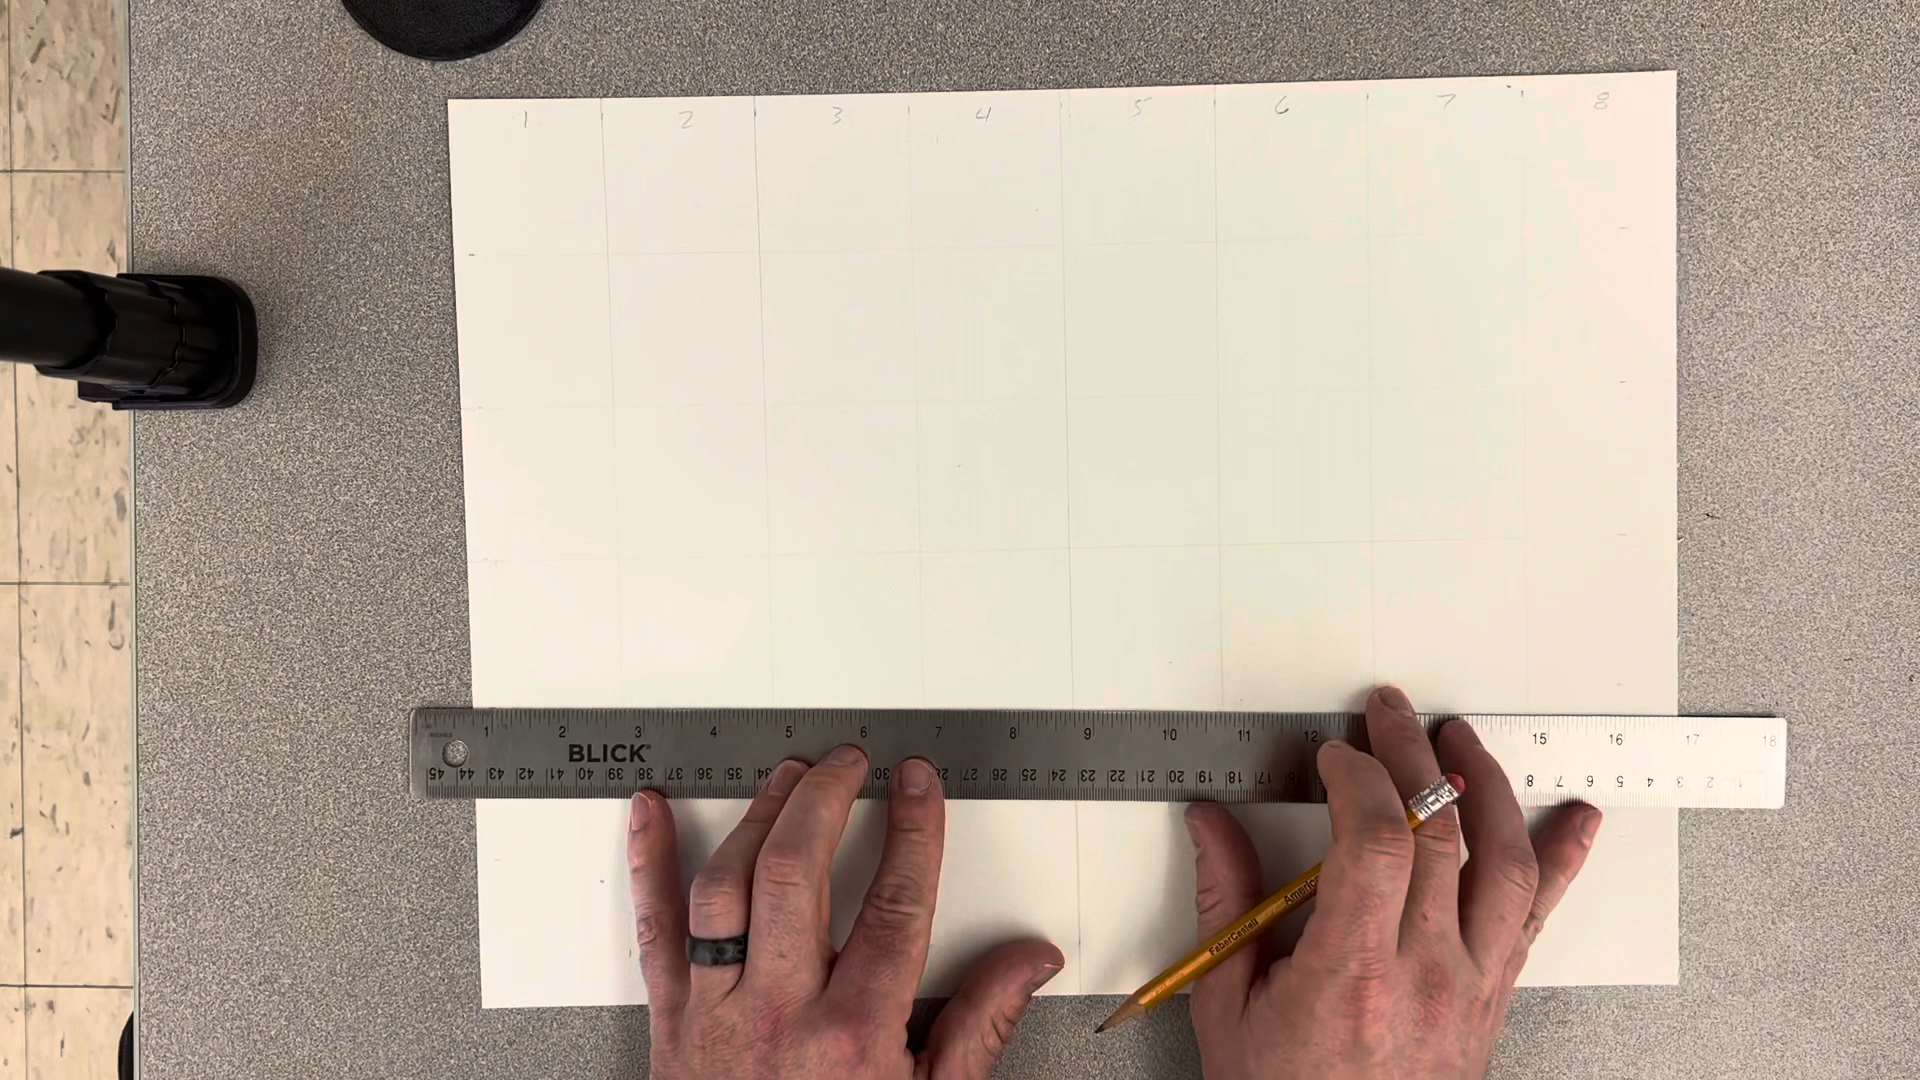 1 2 3 4 5 6 7 8
1 2 3 4 5 6 7 8 9 10 11 12 15 16 17 18
BLICK
45 44 43 42 41 40 39 38 37 36 35 34 30 28 27 26 25 24 23 22 21 20 19 18 17 8 7 6 5 4 3 2 1
FaberCastell America